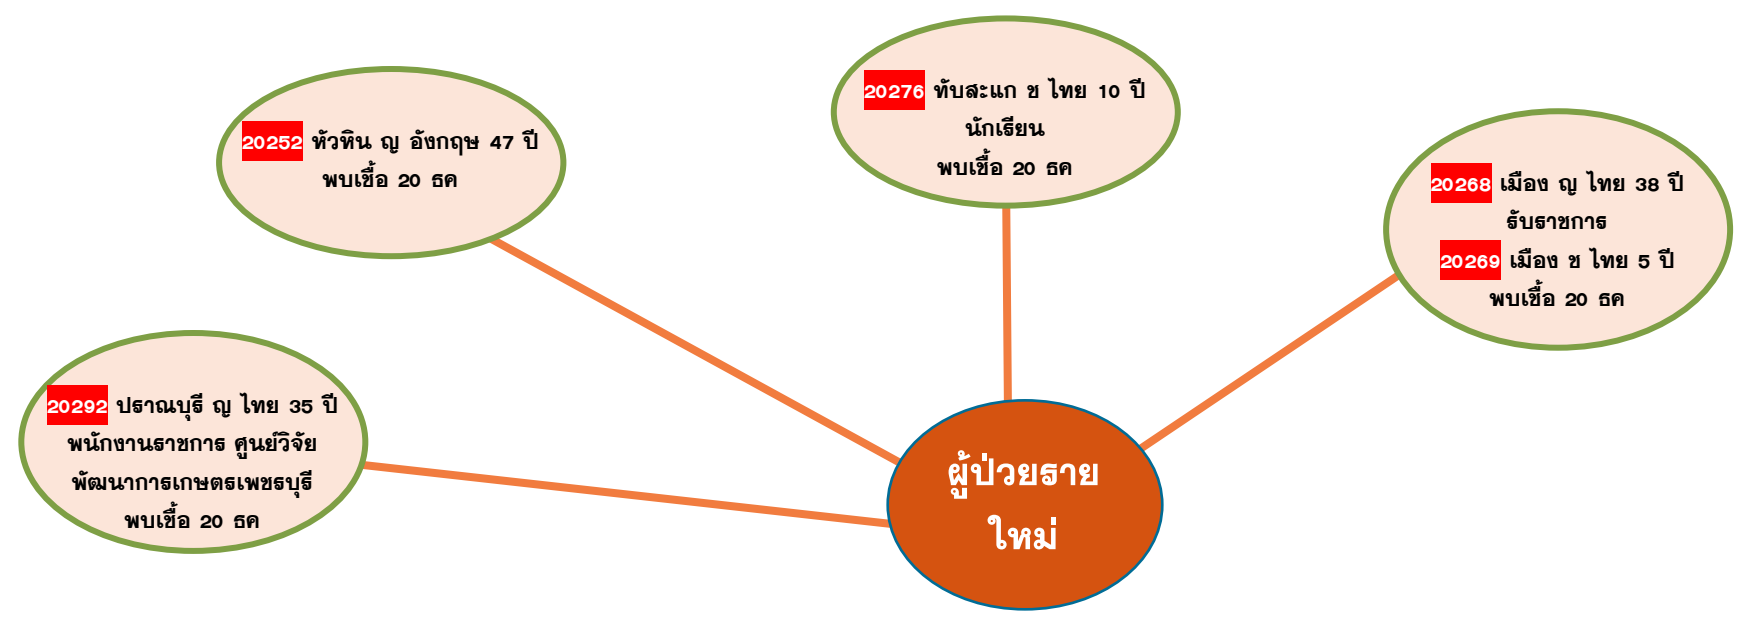 20276 ทับสะแก ช ไทย 10 ปี
นักเรียน
พบเชื้อ 20 ธค
20252 หัวหิน ญ อังกฤษ 47 ปี
พบเชื้อ 20 ธค
20268 เมือง ญ ไทย 38 ปี
รับราชการ
20269 เมือง ช ไทย 5 ปี
พบเชื้อ 20 ธค
20292 ปราณบุรี ญ ไทย 35 ปี
พนักงานราชการ ศูนย์วิจัย
พัฒนาการเกษตรเพชรบุรี
พบเชื้อ 20 ธค
ผู้ป่วยราย
ใหม่